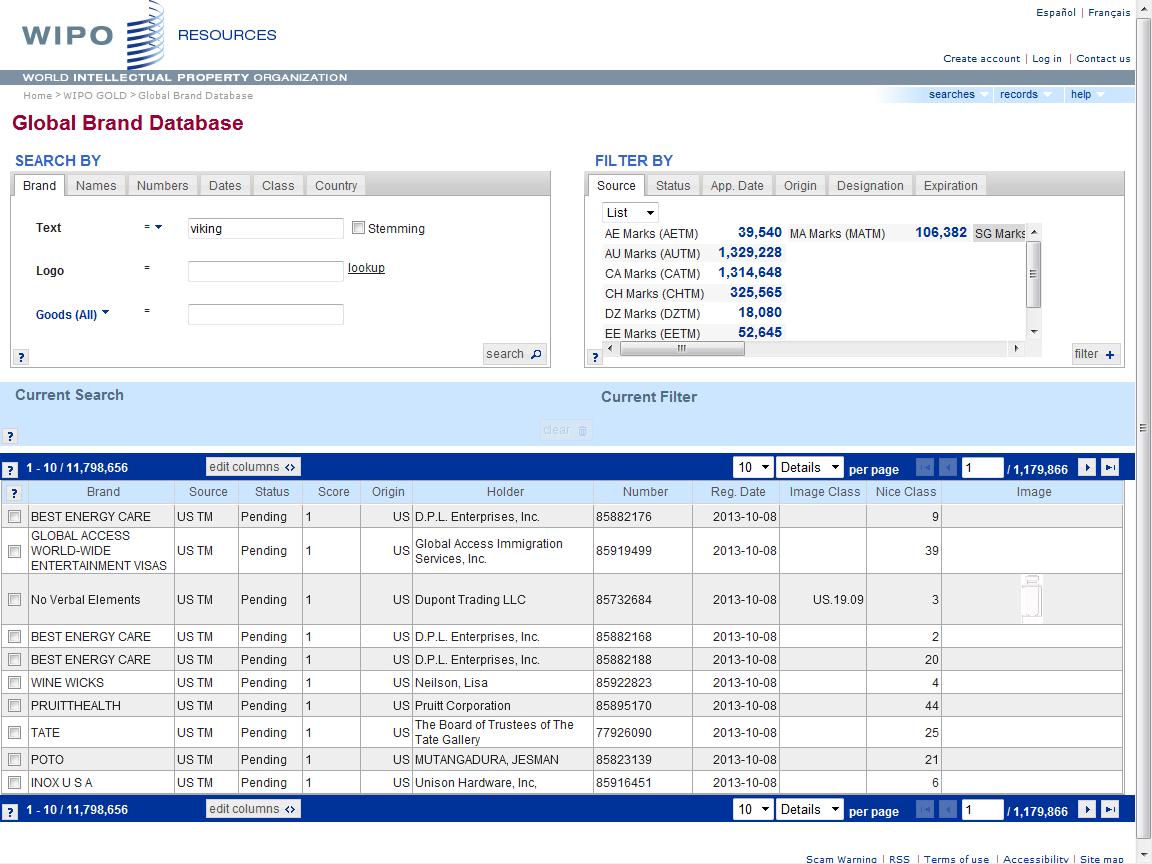 Español | Français
WIPO RESOURCES
Create account | Log in | Contact us
WORLD INTELLECTUAL PROPERTY ORGANIZATION
Home > WIPO GOLD > Global Brand Database
searches records help
Global Brand Database
SEARCH BY
Brand Names Numbers Dates Class Country
Text = viking Stemming
Logo = lookup
Goods (All) =
? search
FILTER BY
Source Status App. Date Origin Designation Expiration
List
AE Marks (AETM) 39,540 MA Marks (MATM) 106,382 SG Marks
AU Marks (AUTM) 1,329,228
CA Marks (CATM) 1,314,648
CH Marks (CHTM) 325,565
DZ Marks (DZTM) 18,080
EE Marks (EETM) 52,645
? filter +
Current Search Current Filter
clear
?
? 1 - 10 / 11,798,656 edit columns <> 10 Details per page 1 / 1,179,866
? Brand Source Status Score Origin Holder Number Reg. Date Image Class Nice Class Image
BEST ENERGY CARE US TM Pending 1 US D.P.L. Enterprises, Inc. 85882176 2013-10-08 9
GLOBAL ACCESS
WORLD-WIDE
ENTERTAINMENT VISAS US TM Pending 1 US Global Access Immigration
Services, Inc. 85919499 2013-10-08 39
No Verbal Elements US TM Pending 1 US Dupont Trading LLC 85732684 2013-10-08 US.19.09 3
BEST ENERGY CARE US TM Pending 1 US D.P.L. Enterprises, Inc. 85882168 2013-10-08 2
BEST ENERGY CARE US TM Pending 1 US D.P.L. Enterprises, Inc. 85882188 2013-10-08 20
WINE WICKS US TM Pending 1 US Neilson, Lisa 85922823 2013-10-08 4
PRUITTHEALTH US TM Pending 1 US Pruitt Corporation 85895170 2013-10-08 44
TATE US TM Pending 1 US The Board of Trustees of The
Tate Gallery 77926090 2013-10-08 25
POTO US TM Pending 1 US MUTANGADURA, JESMAN 85823139 2013-10-08 21
INOX U S A US TM Pending 1 US Unison Hardware, Inc, 85916451 2013-10-08 6
? 1 - 10 / 11,798,656 edit columns <> 10 Details per page 1 / 1,179,866
Scam Warning | RSS | Terms of use | Accessibility | Site map